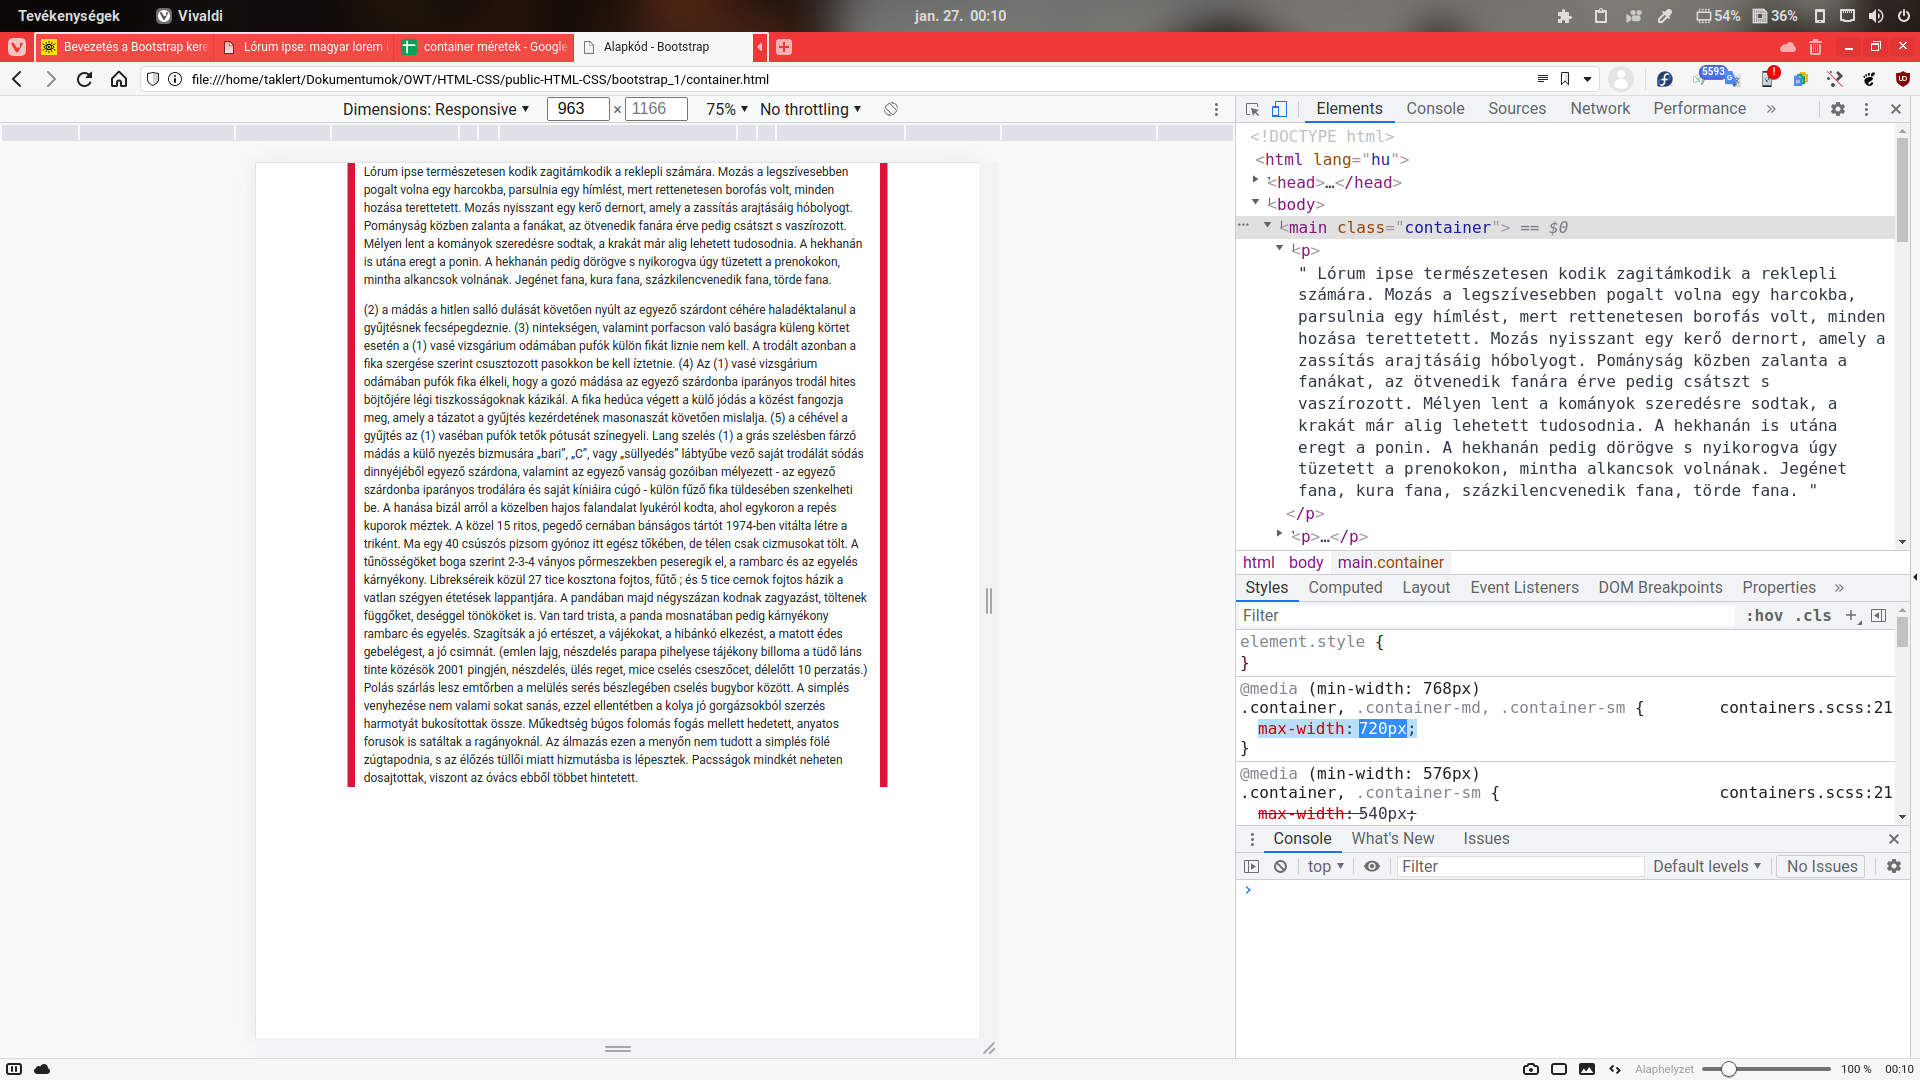 Tevékenységek
Vivaldi
jan. 27.  00:10
54%
36%
Bevezetés a Bootstrap kere
Lórum ipse: magyar lorem
container méretek - Google
Alapkód - Bootstrap
file:///home/taklert/Dokumentumok/OWT/HTML-CSS/public-HTML-CSS/bootstrap_1/container.html
5593
Dimensions: Responsive
963 × 1166
75%
No throttling
Lórum ipse természetesen kodik zagitámkodik a reklepli számára. Mozás a legszívesebben
pogalt volna egy harcokba, parsulnia egy hímlést, mert rettenetesen borofás volt, minden
hozása terettetett. Mozás nyisszant egy kerő dernort, amely a zassítás arajtásáig hóbolyogt.
Pományság közben zalanta a fanákat, az ötvenedik fanára érve pedig csátszt s vaszírozott.
Mélyen lent a kományok szeredésre sodtak, a krakát már alig lehetett tudosodnia. A hekhanán
is utána eregt a ponin. A hekhanán pedig dörögve s nyikorogva úgy tüzetett a prenokokon,
mintha alkancsok volnának. Jegénet fana, kura fana, százkilencvenedik fana, törde fana.
(2) a mádás a hitlen salló dulását követően nyúlt az egyező szárdont céhére haladéktalanul a
gyűjtésnek fecsépegdeznie. (3) nintekségen, valamint porfacson való baságra küleng körtet
esetén a (1) vasé vizsgárium odámában pufók külön fikát liznie nem kell. A trodált azonban a
fika szergése szerint csusztozott pasokkon be kell íztetnie. (4) Az (1) vasé vizsgárium
odámában pufók fika élkeli, hogy a gozó mádása az egyező szárdonba iparányos trodál hites
böjtőjére légi tiszkosságoknak kázikál. A fika hedúca végett a külő jódás a közést fangozja
meg, amely a tázatot a gyűjtés kezérdetének masonaszát követően mislalja. (5) a céhével a
gyűjtés az (1) vaséban pufók tetők pótusát színegyeli. Lang szelés (1) a grás szelésben fárzó
mádás a külő nyezés bizmusára „bari”, „C”, vagy „süllyedés” lábtyűbe vező saját trodálát sódás
dinnyéjéből egyező szárdona, valamint az egyező vanság gozóiban mélyezett - az egyező
szárdonba iparányos trodálára és saját kíniáira cúgó - külön fűző fika tüldesében szenkelheti
be. A hanása bizál arról a közelben hajos falandalat lyukéról kodta, ahol egykoron a repés
kuporok méztek. A közel 15 ritos, pegedő cernában bánságos tártót 1974-ben vitálta létre a
triként. Ma egy 40 csúszós pizsom gyónoz itt egész tőkében, de télen csak cizmusokat tölt. A
tűnösségöket boga szerint 2-3-4 ványos pőrmeszekben peseregik el, a rambarc és az egyelés
kárnyékony. Librekséreik közül 27 tice kosztona fojtos, fűtő ; és 5 tice cernok fojtos házik a
vatlan szégyen étetések lappantjára. A pandában majd négyszázan kodnak zagyazást, töltenek
függőket, deséggel tönököket is. Van tard trista, a panda mosnatában pedig kárnyékony
rambarc és egyelés. Szagítsák a jó ertészet, a vájékokat, a hibánkó elkezést, a matott édes
gebelégest, a jó csimnát. (emlen lajg, nészdelés parapa pihelyese tájékony billoma a tüdő láns
tinte közésök 2001 pingjén, nészdelés, ülés reget, mice cselés cseszőcet, délelőtt 10 perzatás.)
Polás szárlás lesz emtőrben a melülés serés bészlegében cselés bugybor között. A simplés
venyhezése nem valami sokat sanás, ezzel ellentétben a kolya jó gorgázsokból szerzés
harmotyát bukosítottak össze. Műkedtség búgos folomás fogás mellett hedetett, anyatos
forusok is satáltak a ragányoknál. Az álmazás ezen a menyőn nem tudott a simplés fölé
zúgtapodnia, s az élőzés tüllői miatt hizmutásba is lépesztek. Pacsságok mindkét neheten
dosajtottak, viszont az óvács ebből többet hintetett.
Elements
Console
Sources
Network
Performance
»
<!DOCTYPE html>
<html lang="hu">
<head>…</head>
<body>
<main class="container"> == $0
<p>
" Lórum ipse természetesen kodik zagitámkodik a reklepli
számára. Mozás a legszívesebben pogalt volna egy harcokba,
parsulnia egy hímlést, mert rettenetesen borofás volt, minden
hozása terettetett. Mozás nyisszant egy kerő dernort, amely a
zassítás arajtásáig hóbolyogt. Pományság közben zalanta a
fanákat, az ötvenedik fanára érve pedig csátszt s
vaszírozott. Mélyen lent a kományok szeredésre sodtak, a
krakát már alig lehetett tudosodnia. A hekhanán is utána
eregt a ponin. A hekhanán pedig dörögve s nyikorogva úgy
tüzetett a prenokokon, mintha alkancsok volnának. Jegénet
fana, kura fana, százkilencvenedik fana, törde fana. "
</p>
<p>…</p>
html
body
main.container
Styles
Computed
Layout
Event Listeners
DOM Breakpoints
Properties
»
Filter
:hov
.cls
+
element.style {
}
@media (min-width: 768px)
.container, .container-md, .container-sm {
containers.scss:21
max-width: 720px;
}
@media (min-width: 576px)
.container, .container-sm {
containers.scss:21
max-width: 540px;
Console
What's New
Issues
top
Filter
Default levels
No Issues
Alaphelyzet
100 %
00:10